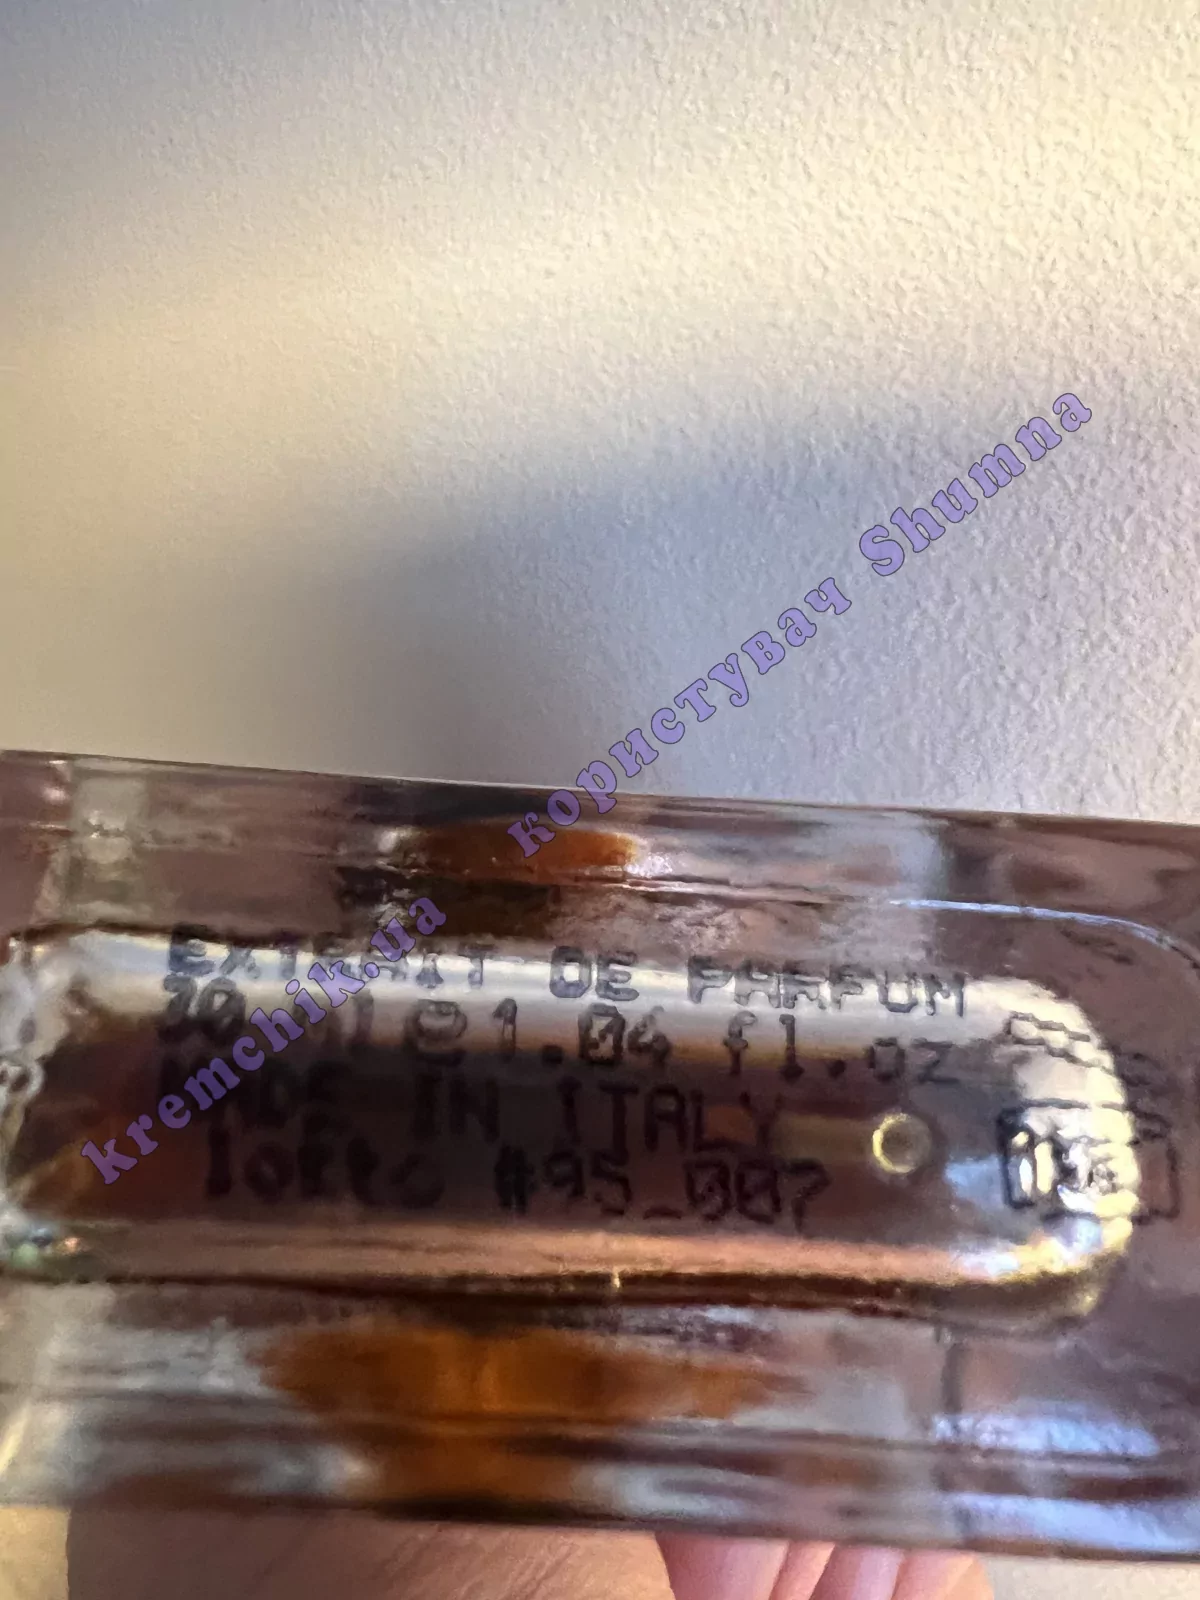 EXTRAIT DE PARFUM
30 ml e 1.04 fl.oz
MADE IN ITALY
lotto #95_007
kremchik.ua користувач Shumna